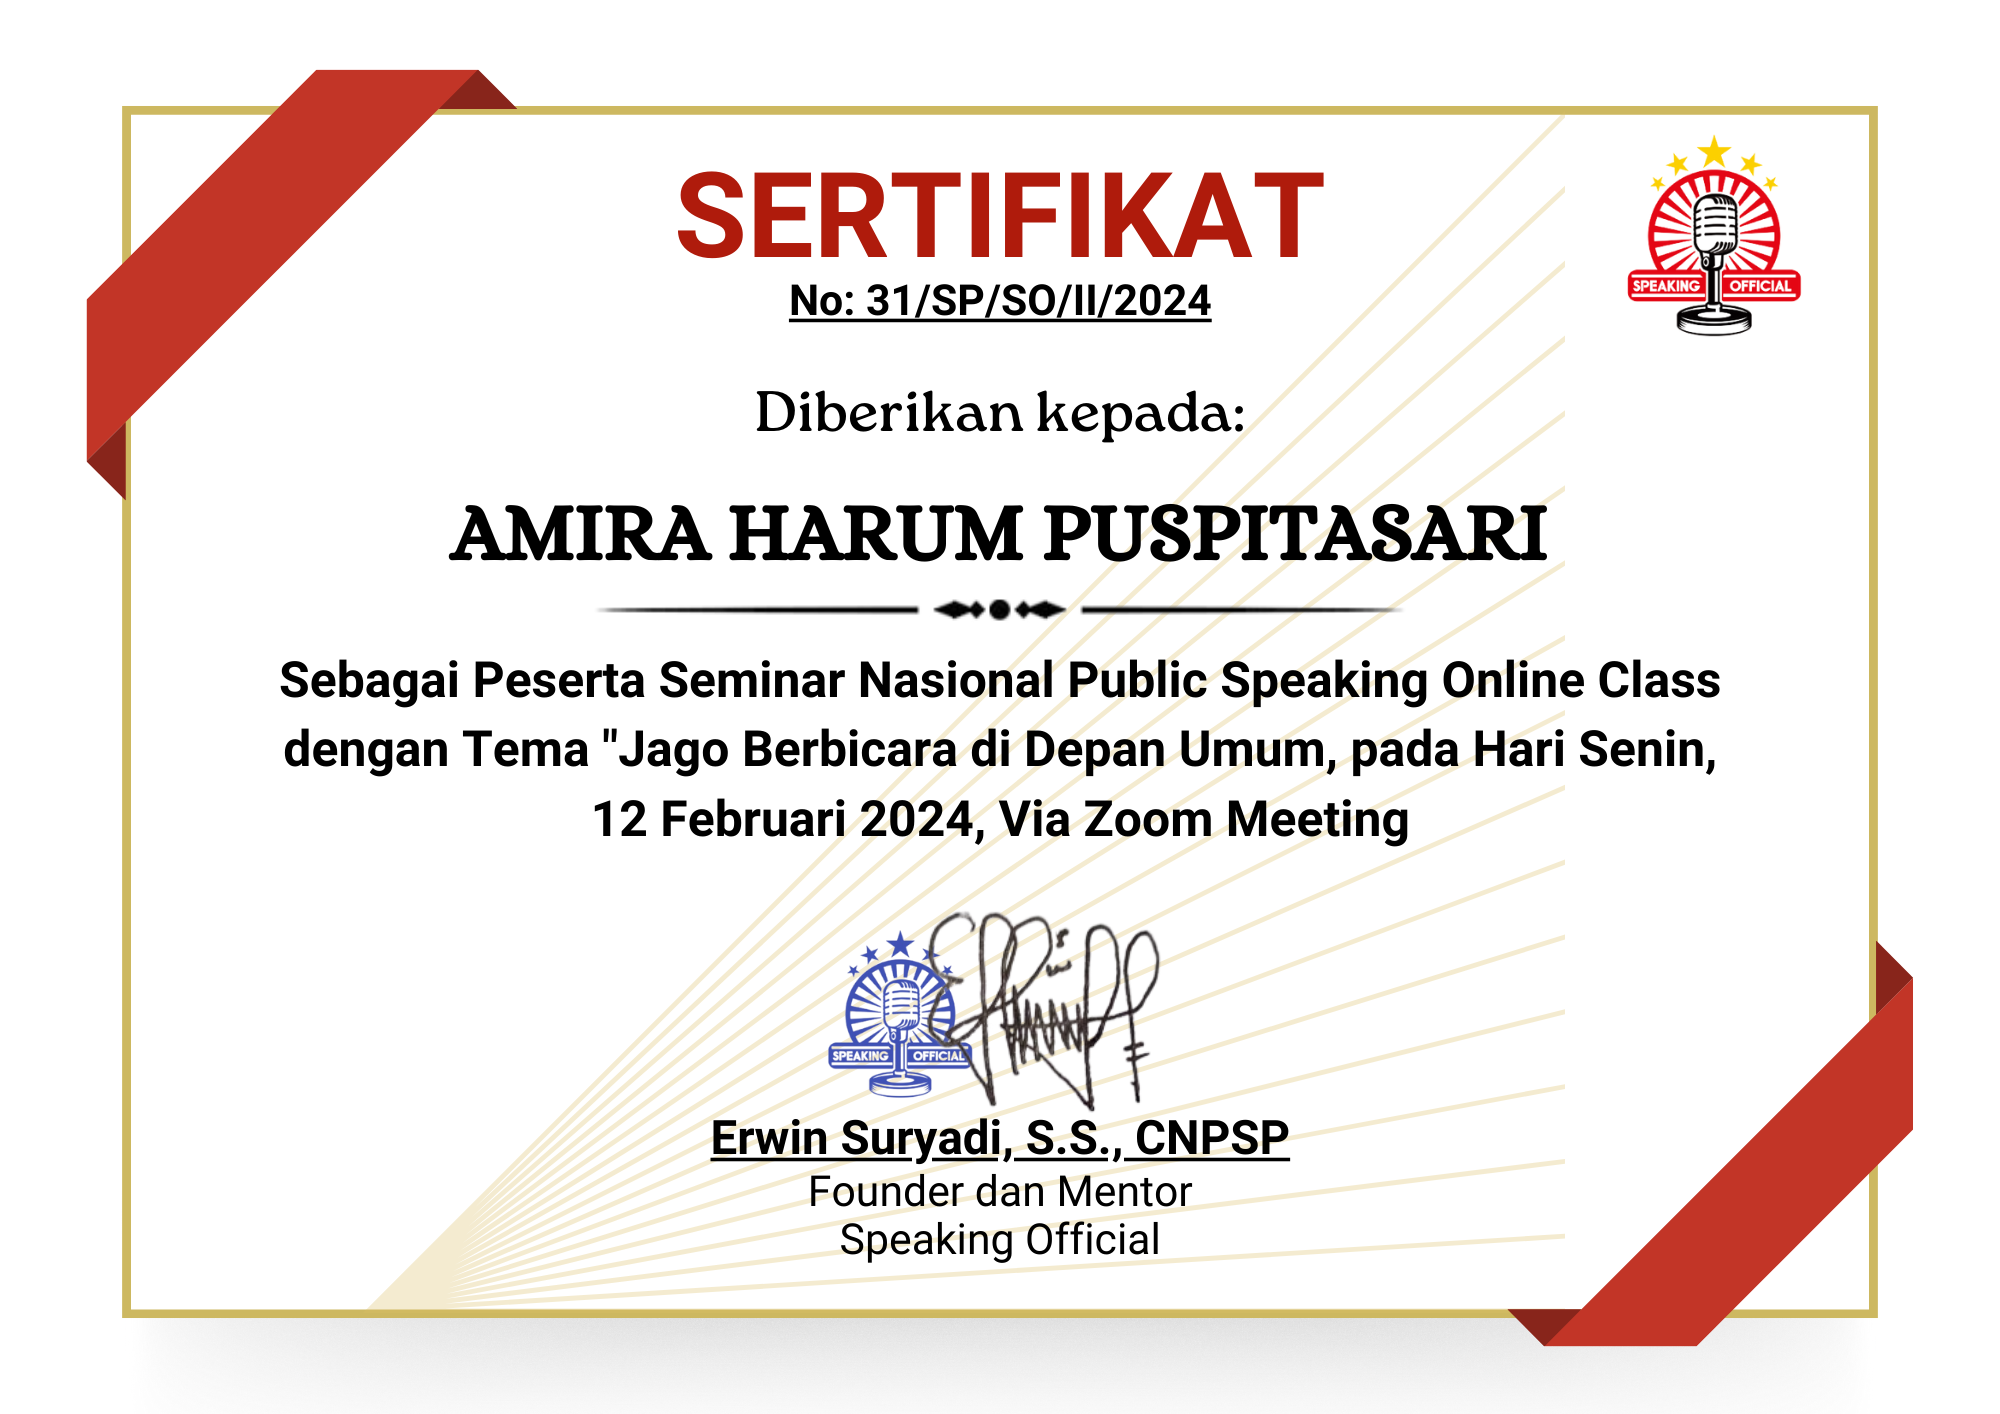 SERTIFIKAT
No: 31/SP/SO/II/2024
SPEAKING OFFICIAL
Diberikan kepada:
AMIRA HARUM PUSPITASARI
Sebagai Peserta Seminar Nasional Public Speaking Online Class
dengan Tema "Jago Berbicara di Depan Umum, pada Hari Senin,
12 Februari 2024, Via Zoom Meeting
SPEAKING OFFICIAL
Erwin Suryadi, S.S., CNPSP
Founder dan Mentor
Speaking Official